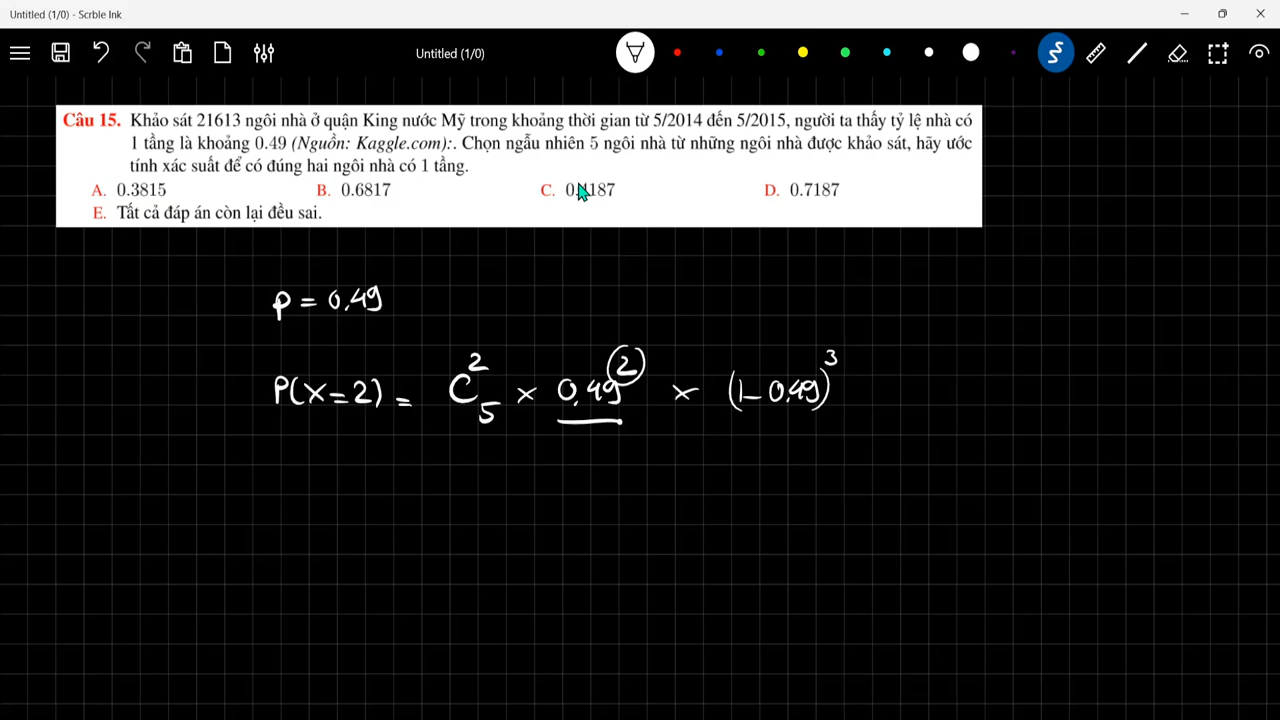 Untitled (1/0) - Scrble Ink
Untitled (1/0)
Câu 15. Khảo sát 21613 ngôi nhà ở quận King nước Mỹ trong khoảng thời gian từ 5/2014 đến 5/2015, người ta thấy tỷ lệ nhà có
1 tầng là khoảng 0.49 (Nguồn: Kaggle.com):. Chọn ngẫu nhiên 5 ngôi nhà từ những ngôi nhà được khảo sát, hãy ước
tính xác suất để có đúng hai ngôi nhà có 1 tầng.
A. 0.3815 B. 0.6817 C. D. 0.7187
E. Tất cả đáp án còn lại đều sai.
p = 0.49
P(X=2) = C₅² × 0.49² × (1-0.49)³